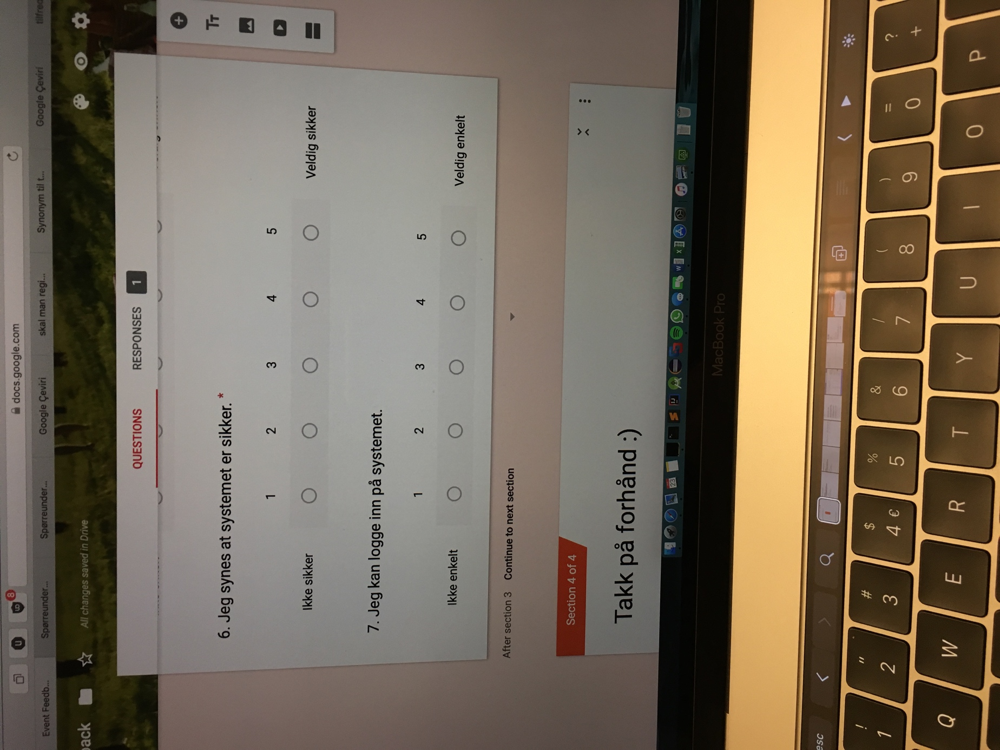 docs.google.com
8
Event Feedb...
Spørreunder...
Spørreunder...
Google Çeviri
skal man regi...
Synonym til t...
Google Çeviri
back
All changes saved in Drive
QUESTIONS
RESPONSES 1
Tт
6. Jeg synes at systemet er sikker. *
1 2 3 4 5
Ikke sikker
Veldig sikker
7. Jeg kan logge inn på systemet.
1 2 3 4 5
Ikke enkelt
Veldig enkelt
After section 3 Continue to next section
Section 4 of 4
Takk på forhånd :)
23
MacBook Pro
esc
! " # $ % & / ( ) = ?
1 2 3 4 € 5 6 7 8 9 0 +
Q W E R T Y U I O P